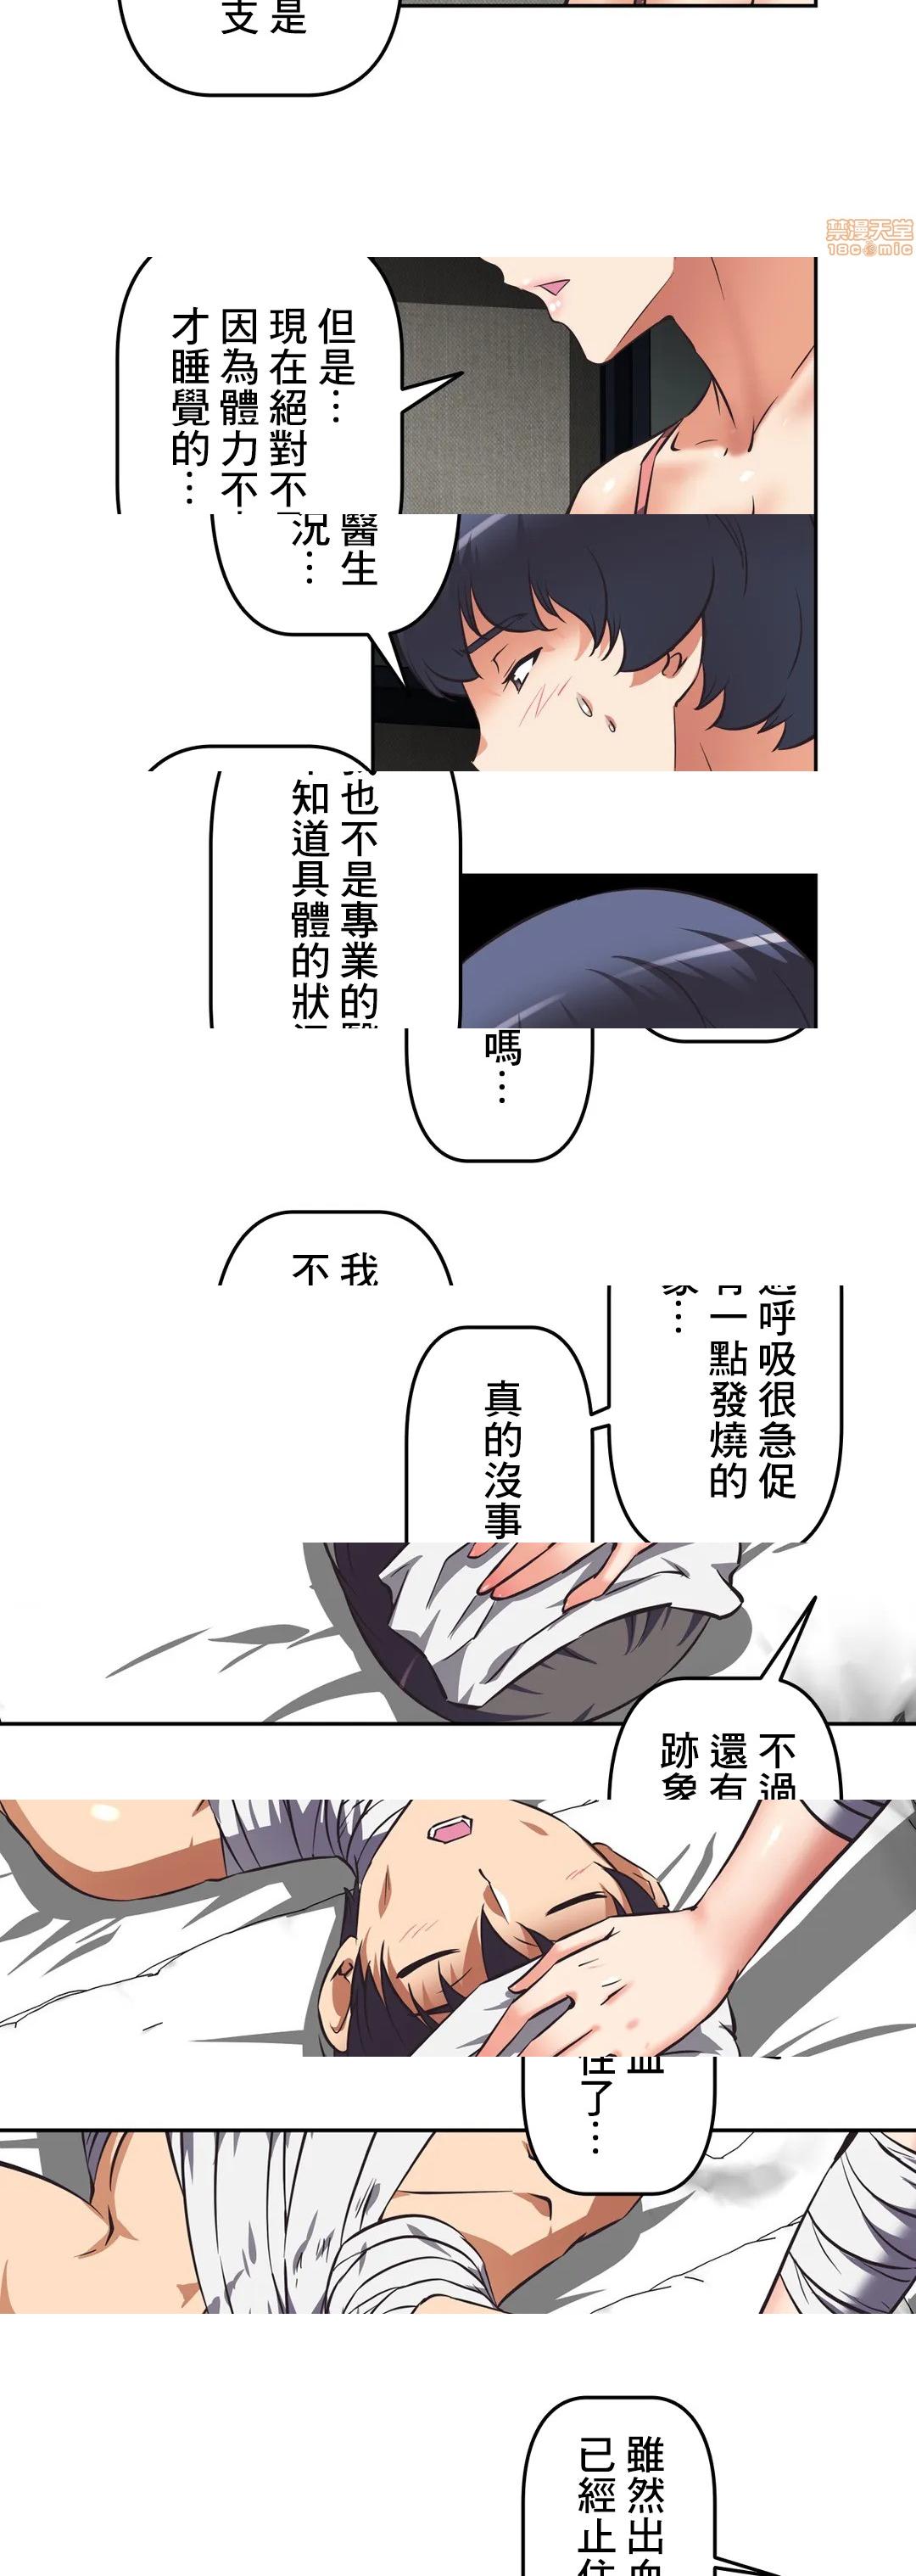 是
支
禁漫天堂
18comic
但是…
現在絕對不
因為體力不
才睡覺的…
醫生
況…
也不是專業的
知道具體的狀
嗎…
我
不
呼吸很急促
一點發燒的
象…
真的沒事
不過
還有
跡象
血
住了…
雖然出血
已經止住